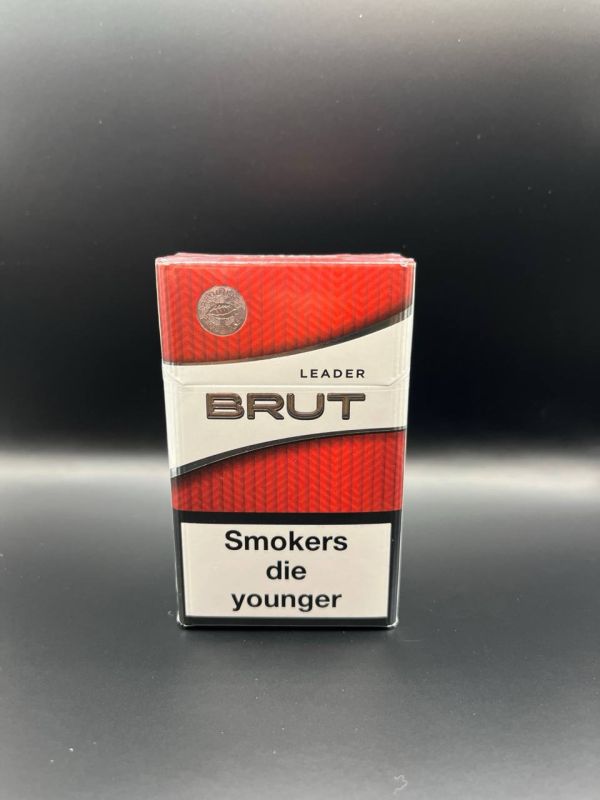 LEADER
BRUT
Smokers
die
younger